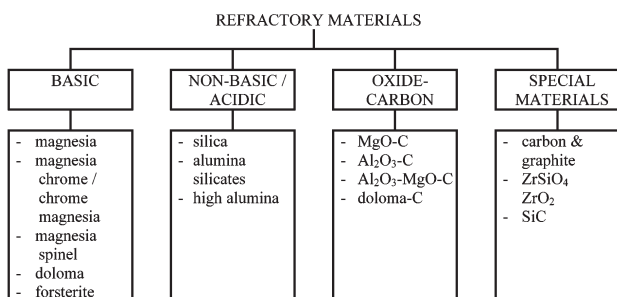 REFRACTORY MATERIALS
BASIC
- magnesia
- magnesia
chrome /
chrome
magnesia
- magnesia
spinel
- doloma
- forsterite
NON-BASIC /
ACIDIC
- silica
- alumina
silicates
- high alumina
OXIDE-
CARBON
- MgO-C
- Al₂O₃-C
- Al₂O₃-MgO-C
- doloma-C
SPECIAL
MATERIALS
- carbon &
graphite
- ZrSiO₄
ZrO₂
- SiC